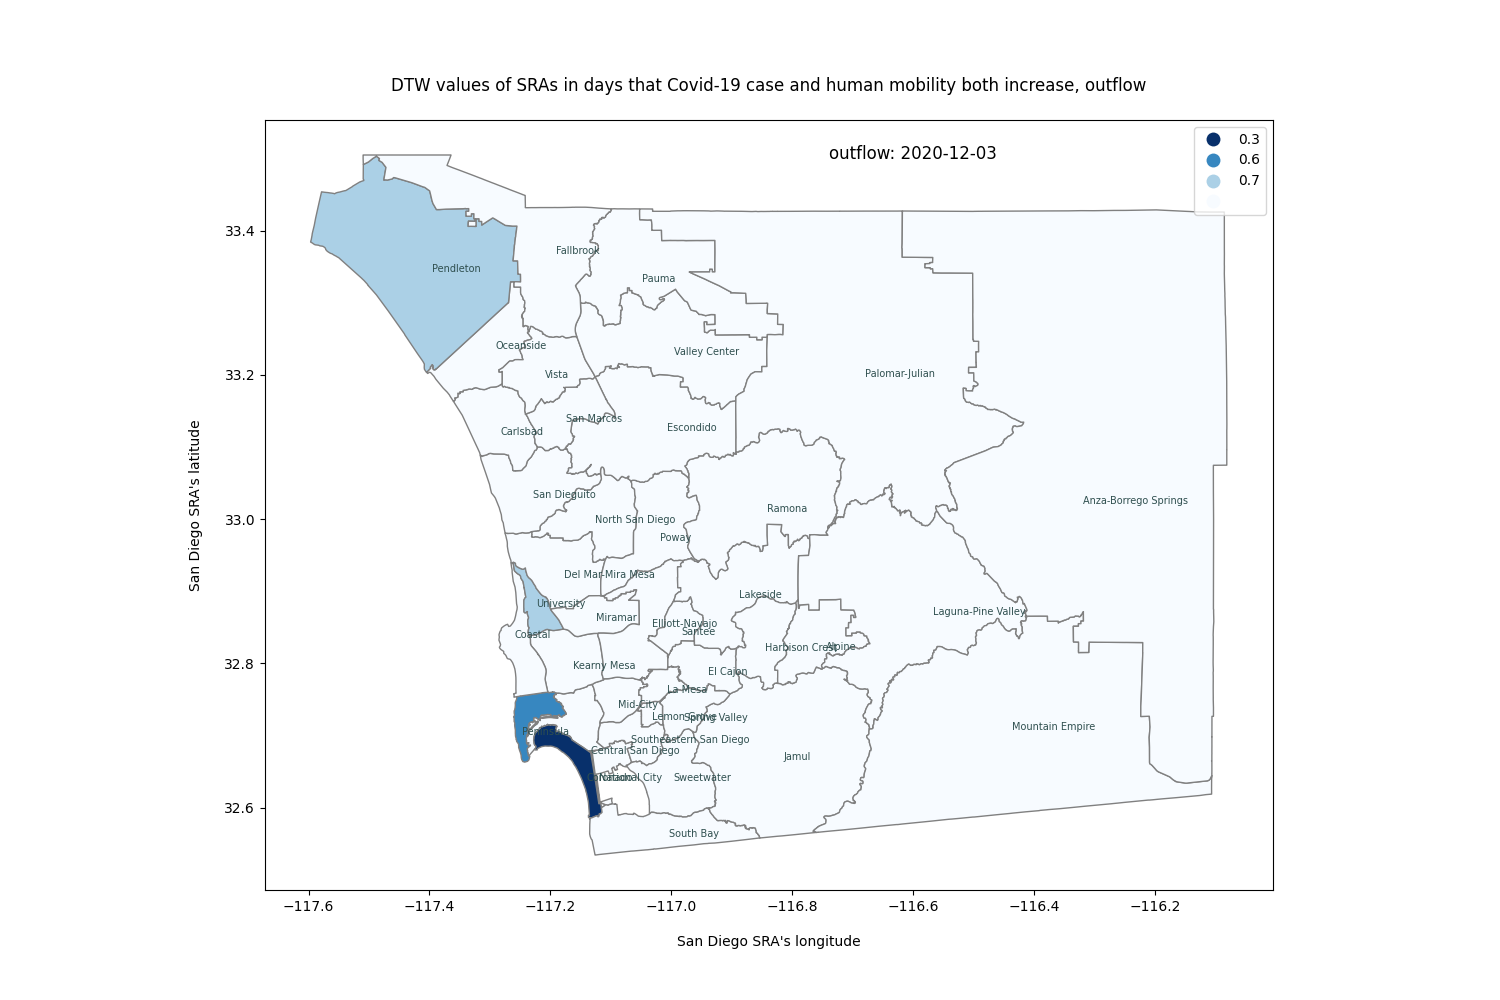 DTW values of SRAs in days that Covid-19 case and human mobility both increase, outflow
outflow: 2020-12-03
0.3
0.6
0.7
33.4
33.2
33.0
32.8
32.6
San Diego SRA's latitude
Pendleton
Fallbrook
Pauma
Oceanside
Valley Center
Vista
Palomar-Julian
San Marcos
Carlsbad
Escondido
San Dieguito
Anza-Borrego Springs
Ramona
North San Diego
Poway
Del Mar-Mira Mesa
Lakeside
University
Laguna-Pine Valley
Miramar
Elliott-Navajo
Santee
Coastal
Harbison Crest
Alpine
Kearny Mesa
El Cajon
La Mesa
Mid-City
Lemon Grove
Spring Valley
Mountain Empire
Peninsula
Southeastern San Diego
Central San Diego
Jamul
Coronado
National City
Sweetwater
South Bay
−117.6
−117.4
−117.2
−117.0
−116.8
−116.6
−116.4
−116.2
San Diego SRA's longitude